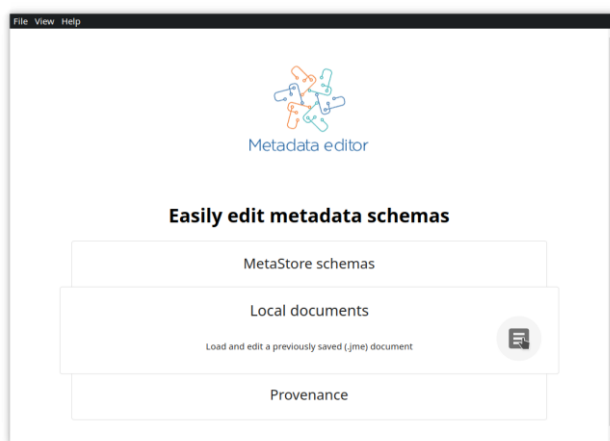 File View Help
Metadata editor
Easily edit metadata schemas
MetaStore schemas
Local documents
Load and edit a previously saved (.jme) document
Provenance